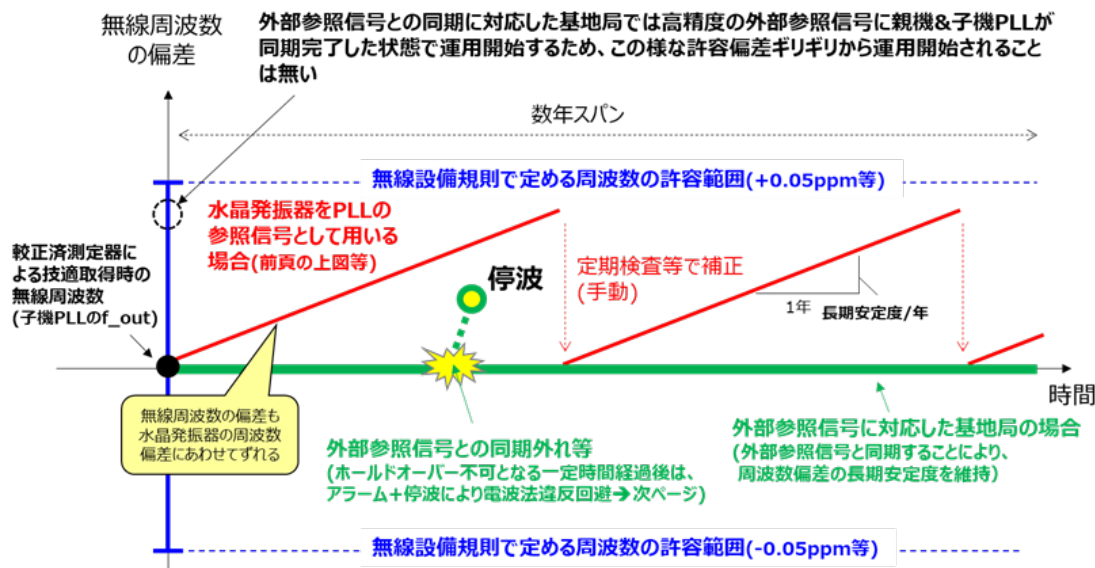 無線周波数
の偏差
外部参照信号との同期に対応した基地局では高精度の外部参照信号に親機&子機PLLが
同期完了した状態で運用開始するため、この様な許容偏差ギリギリから運用開始されること
は無い
数年スパン
無線設備規則で定める周波数の許容範囲(+0.05ppm等)
水晶発振器をPLLの
参照信号として用いる
場合(前頁の上図等)
較正済測定器に
よる技適取得時の
無線周波数
(子機PLLのf_out)
停波
定期検査等で補正
(手動)
1年
長期安定度/年
時間
無線周波数の偏差も
水晶発振器の周波数
偏差にあわせてずれる
外部参照信号との同期外れ等
(ホールドオーバー不可となる一定時間経過後は、
アラーム+停波により電波法違反回避➔次ページ)
外部参照信号に対応した基地局の場合
(外部参照信号と同期することにより、
周波数偏差の長期安定度を維持)
無線設備規則で定める周波数の許容範囲(-0.05ppm等)